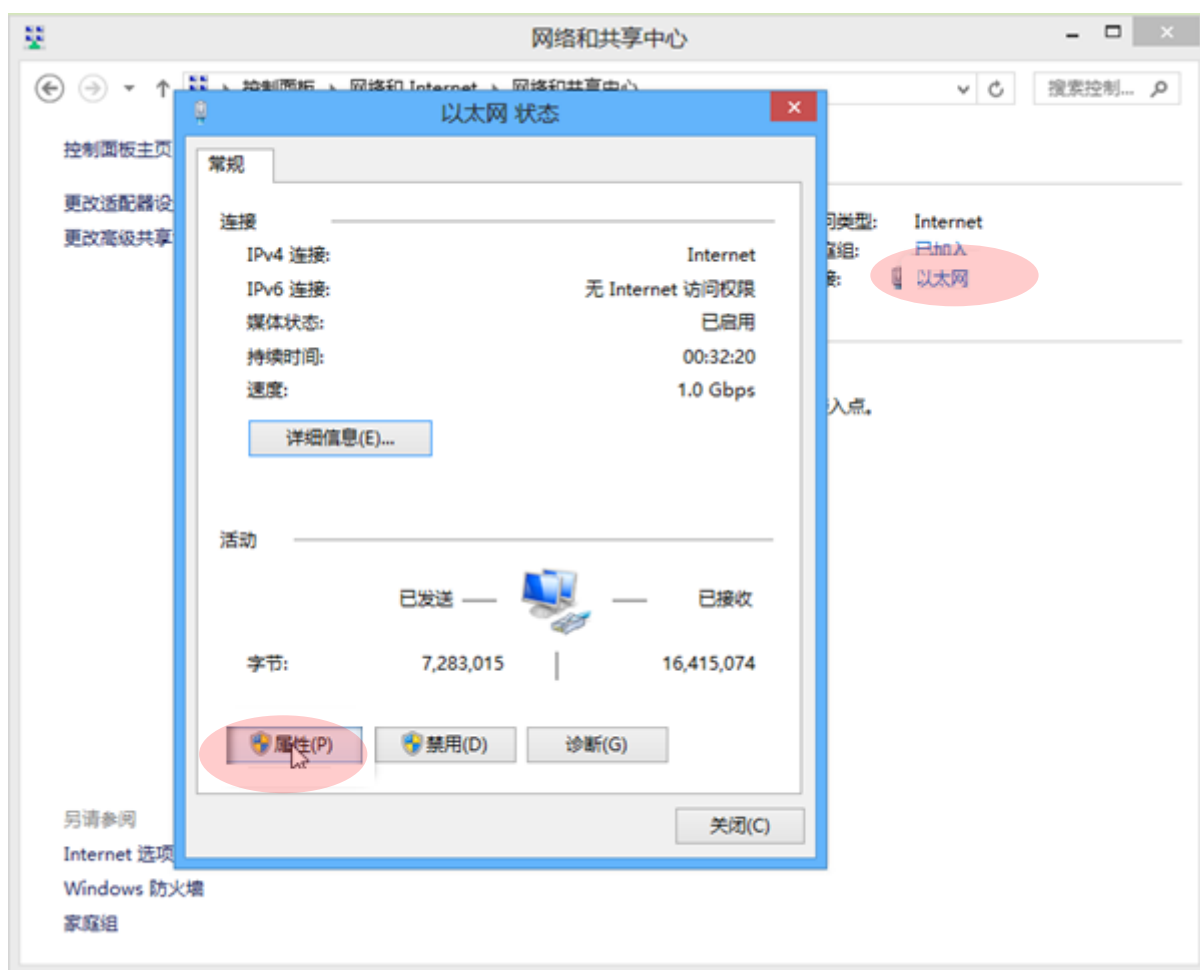 网络和共享中心
控制面板 网络和 Internet 网络和共享中心
搜索控制...
以太网 状态
控制面板主页
更改适配器设
更改高级共享
常规
连接
IPv4 连接: Internet
IPv6 连接: 无 Internet 访问权限
媒体状态: 已启用
持续时间: 00:32:20
速度: 1.0 Gbps
详细信息(E)...
问类型: Internet
庭组: 已加入
接: 以太网
入点。
活动
已发送 — — 已接收
字节: 7,283,015 16,415,074
属性(P) 禁用(D) 诊断(G)
关闭(C)
另请参阅
Internet 选项
Windows 防火墙
家庭组